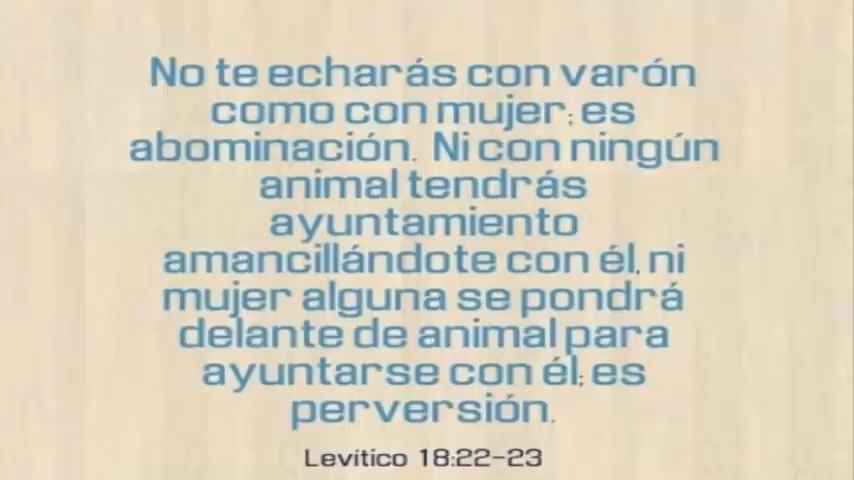 No te echarás con varón
como con mujer; es
abominación. Ni con ningún
animal tendrás
ayuntamiento
amancillándote con él, ni
mujer alguna se pondrá
delante de animal para
ayuntarse con él; es
perversión.
Levítico 18:22-23